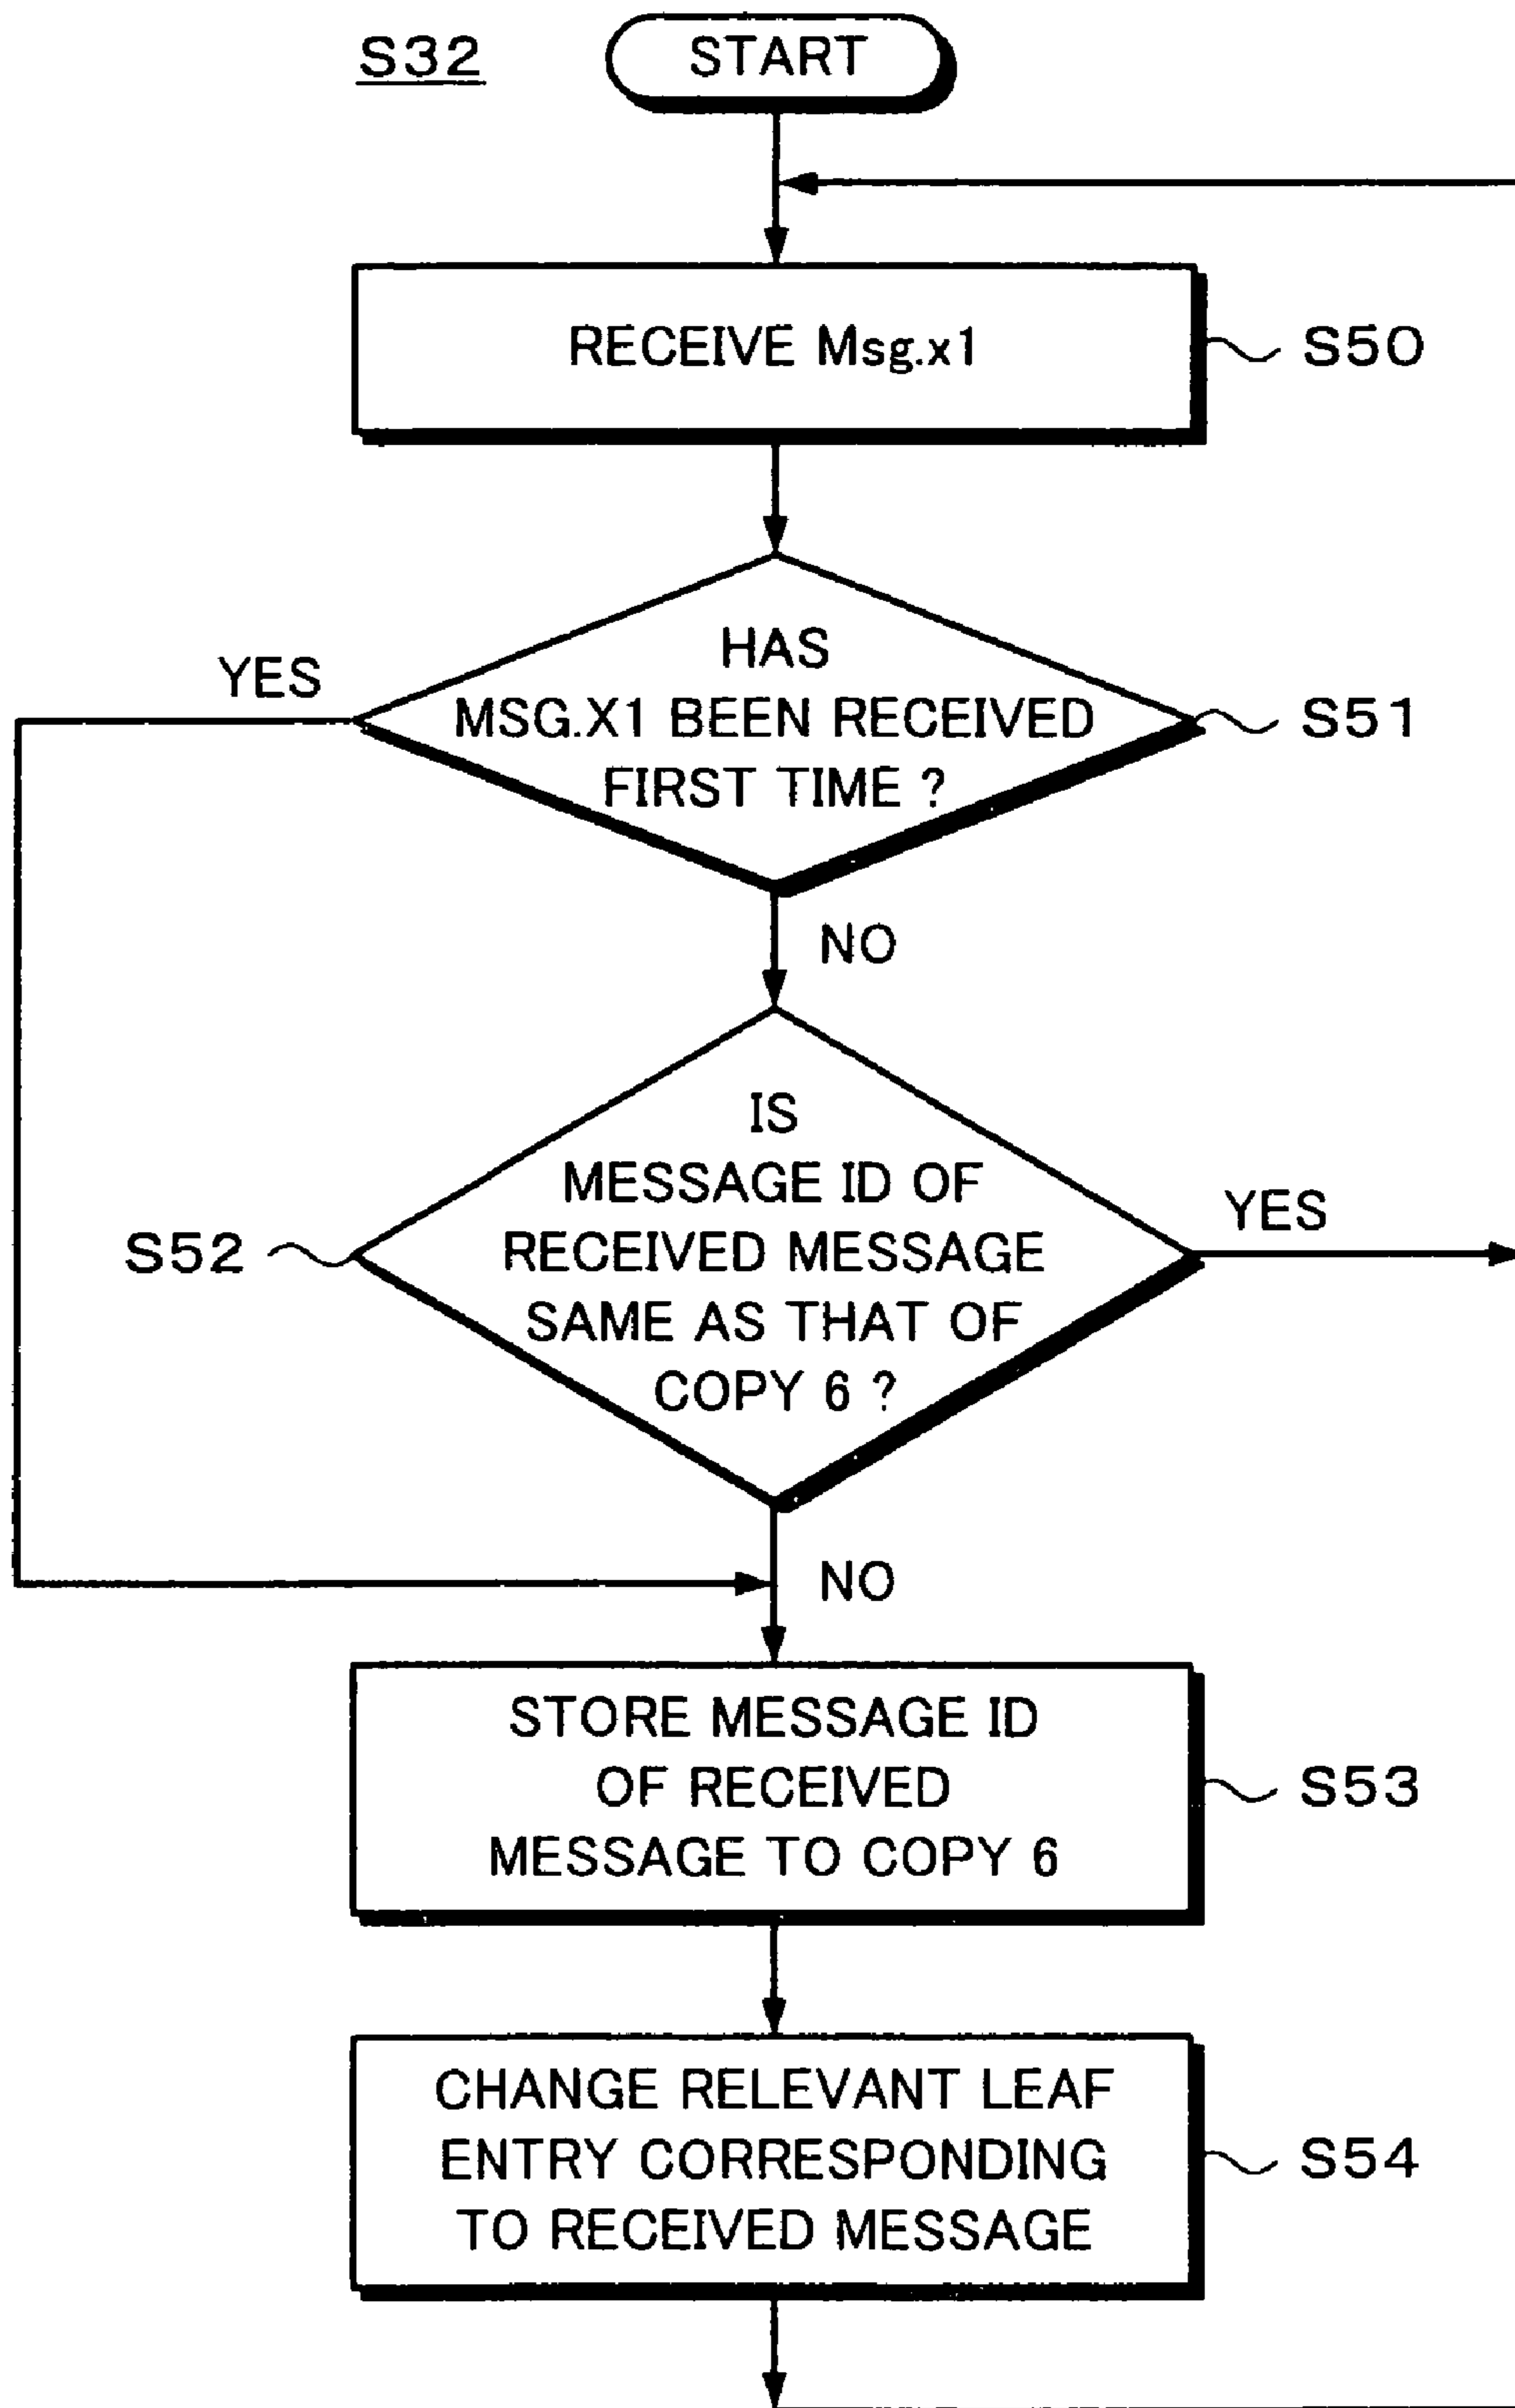 S32
START
RECEIVE Msg.x1
S50
HAS
YES
MSG.X1 BEEN RECEIVED
S51
FIRST TIME ?
NO
IS
MESSAGE ID OF
YES
S52
RECEIVED MESSAGE
SAME AS THAT OF
COPY 6 ?
NO
STORE MESSAGE ID
OF RECEIVED
S53
MESSAGE TO COPY 6
CHANGE RELEVANT LEAF
ENTRY CORRESPONDING
S54
TO RECEIVED MESSAGE